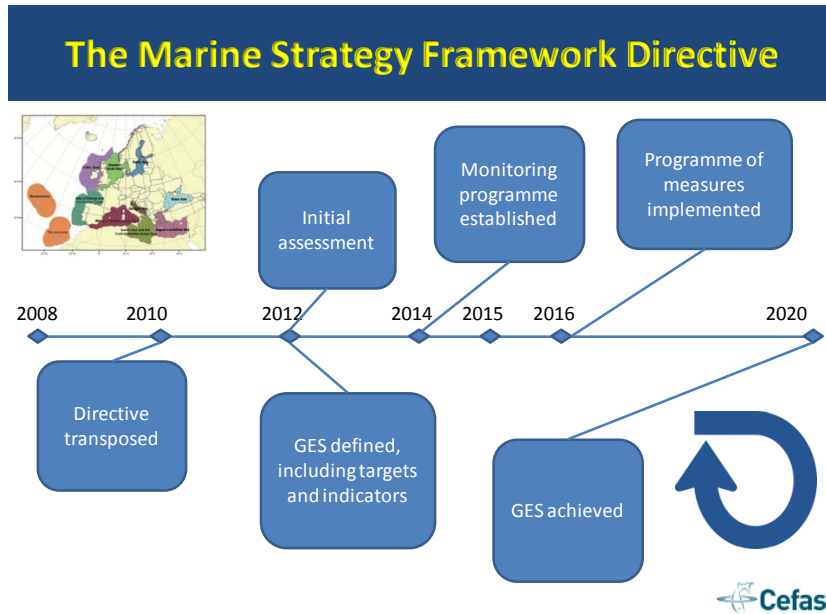 The Marine Strategy Framework Directive
Initial
assessment
Monitoring
programme
established
Programme of
measures
implemented
2008
2010
2012
2014
2015
2016
2020
Directive
transposed
GES defined,
including targets
and indicators
GES achieved
Cefas